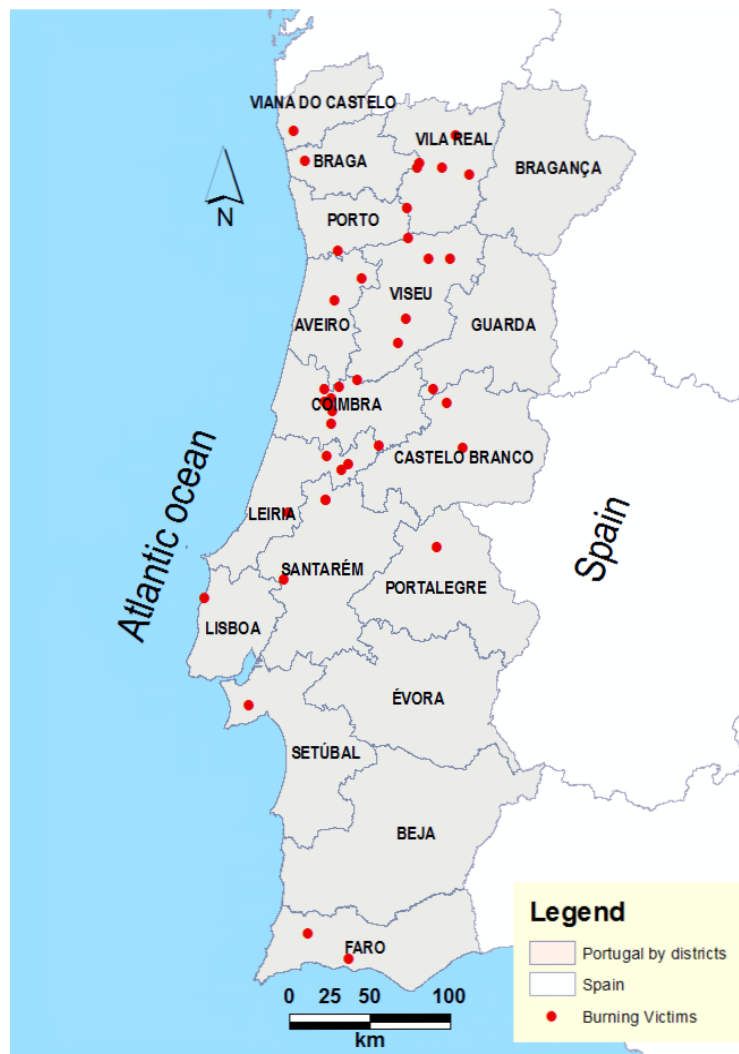 VIANA DO CASTELO
VILA REAL
BRAGA
BRAGANÇA
N
PORTO
VISEU
AVEIRO
GUARDA
COIMBRA
CASTELO BRANCO
Atlantic ocean
LEIRIA
Spain
SANTARÉM
PORTALEGRE
LISBOA
ÉVORA
SETÚBAL
BEJA
Legend
Portugal by districts
Spain
Burning Victims
FARO
0 25 50 100
km